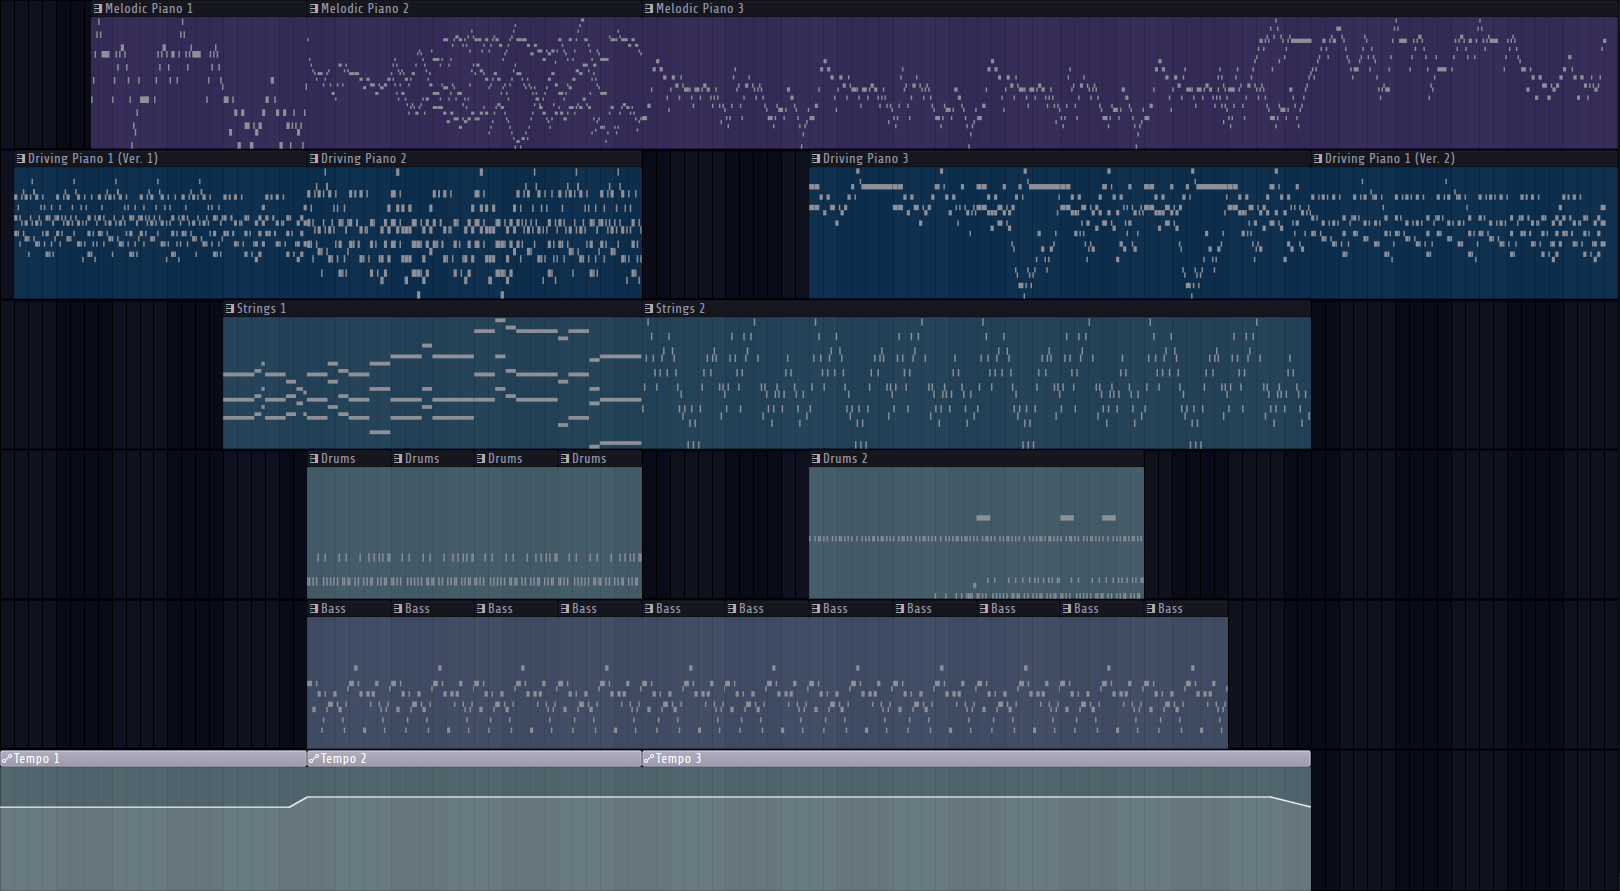 Melodic Piano 1 Melodic Piano 2 Melodic Piano 3
Driving Piano 1 (Ver. 1) Driving Piano 2 Driving Piano 3 Driving Piano 1 (Ver. 2)
Strings 1 Strings 2
Drums Drums Drums Drums Drums 2
Bass Bass Bass Bass Bass Bass Bass Bass Bass Bass Bass
Tempo 1 Tempo 2 Tempo 3